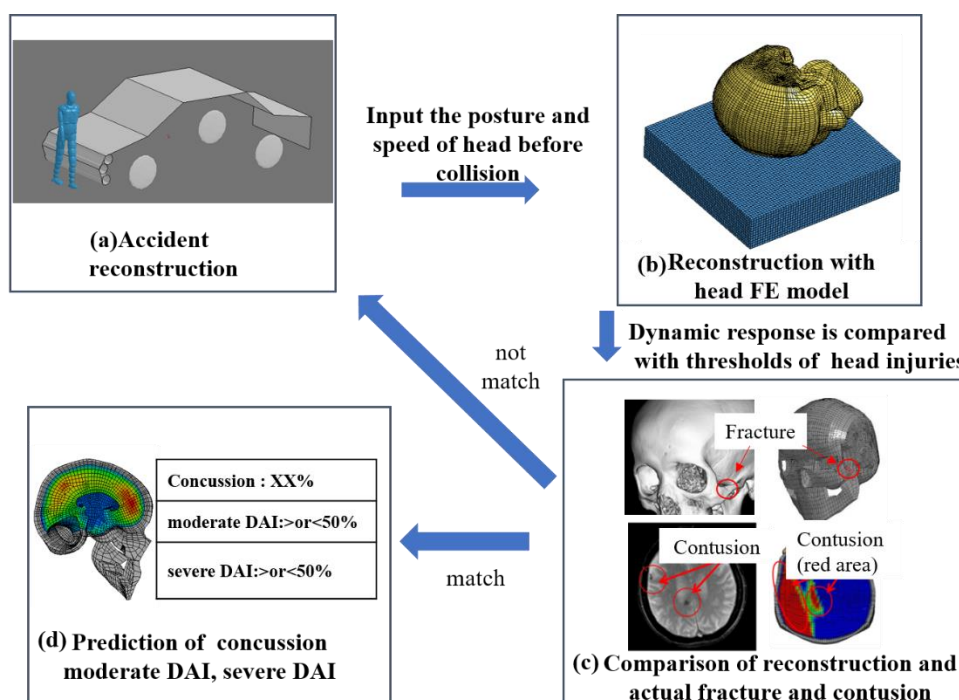 (a)Accident
reconstruction
Input the posture and
speed of head before
collision
(b)Reconstruction with
head FE model
Dynamic response is compared
with thresholds of head injuries
not
match
Fracture
Contusion
Contusion
(red area)
(c) Comparison of reconstruction and
actual fracture and contusion
match
Concussion : XX%
moderate DAI:>or<50%
severe DAI:>or<50%
(d) Prediction of concussion
moderate DAI, severe DAI